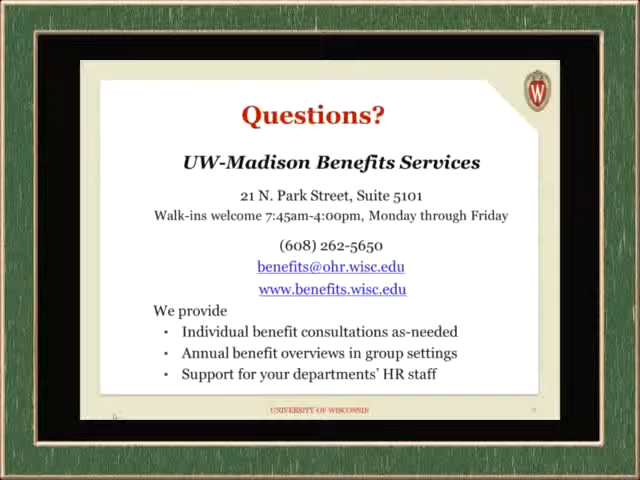 W
Questions?
UW-Madison Benefits Services
21 N. Park Street, Suite 5101
Walk-ins welcome 7:45am-4:00pm, Monday through Friday
(608) 262-5650
benefits@ohr.wisc.edu
www.benefits.wisc.edu
We provide
• Individual benefit consultations as-needed
• Annual benefit overviews in group settings
• Support for your departments' HR staff
UNIVERSITY OF WISCONSIN